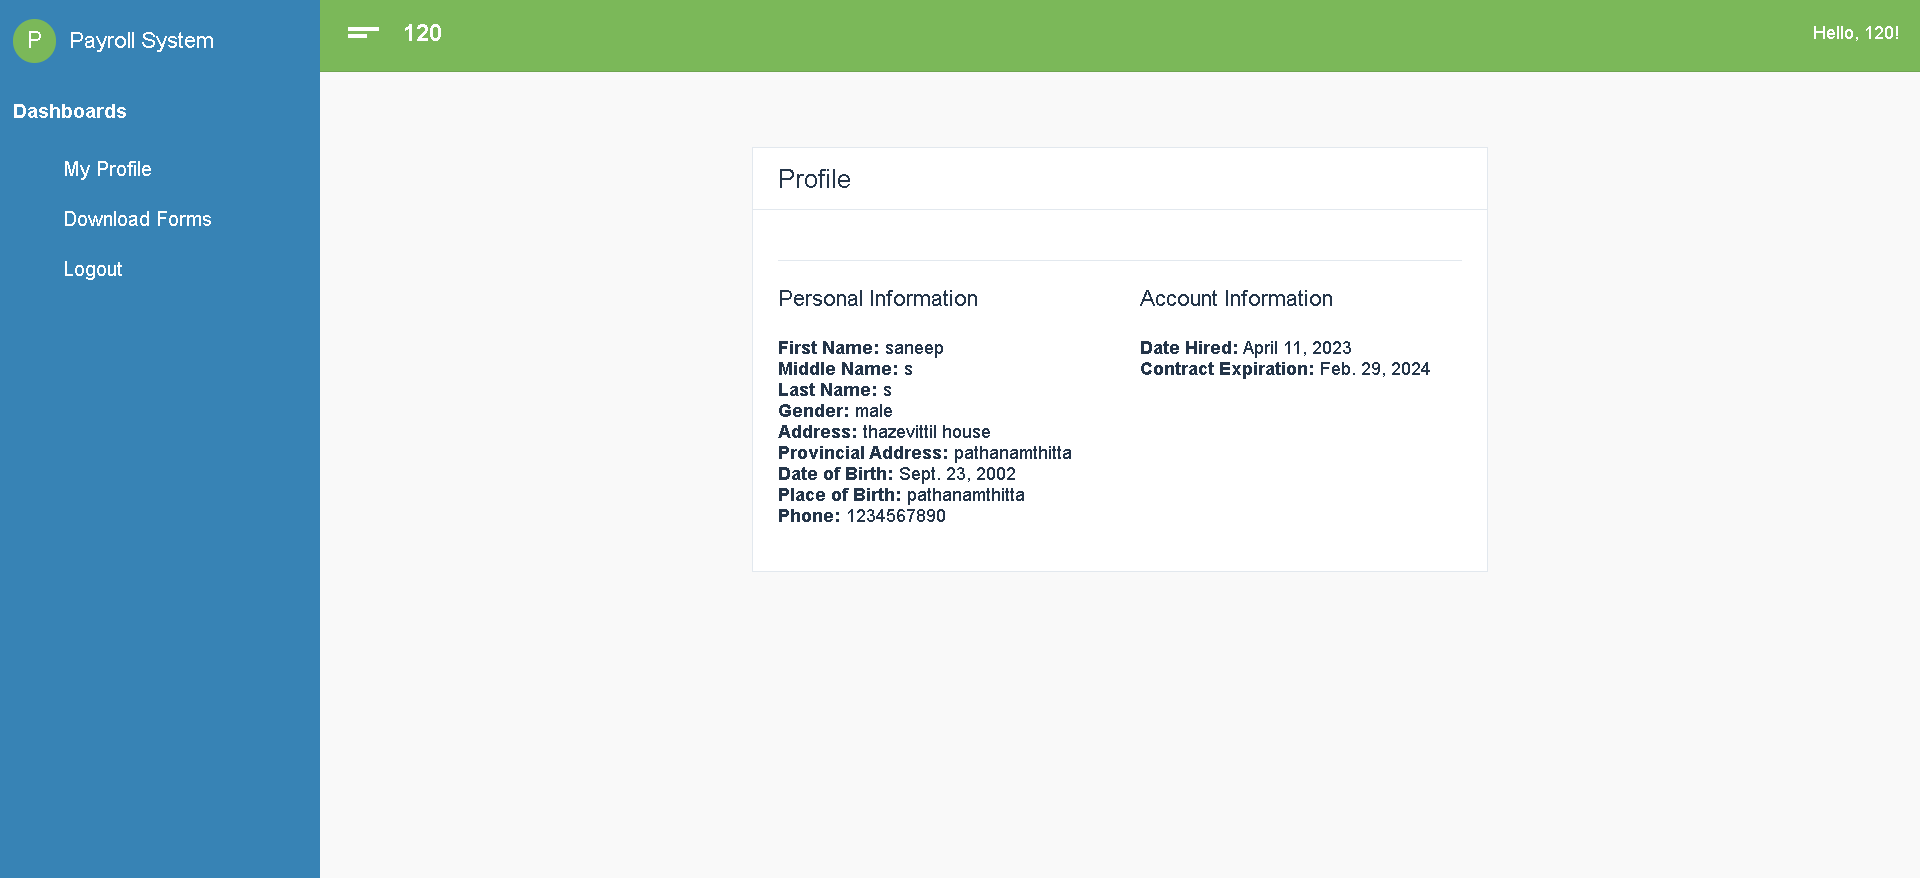 P Payroll System
Dashboards
My Profile
Download Forms
Logout
120
Hello, 120!
Profile
Personal Information
First Name: saneep
Middle Name: s
Last Name: s
Gender: male
Address: thazevittil house
Provincial Address: pathanamthitta
Date of Birth: Sept. 23, 2002
Place of Birth: pathanamthitta
Phone: 1234567890
Account Information
Date Hired: April 11, 2023
Contract Expiration: Feb. 29, 2024